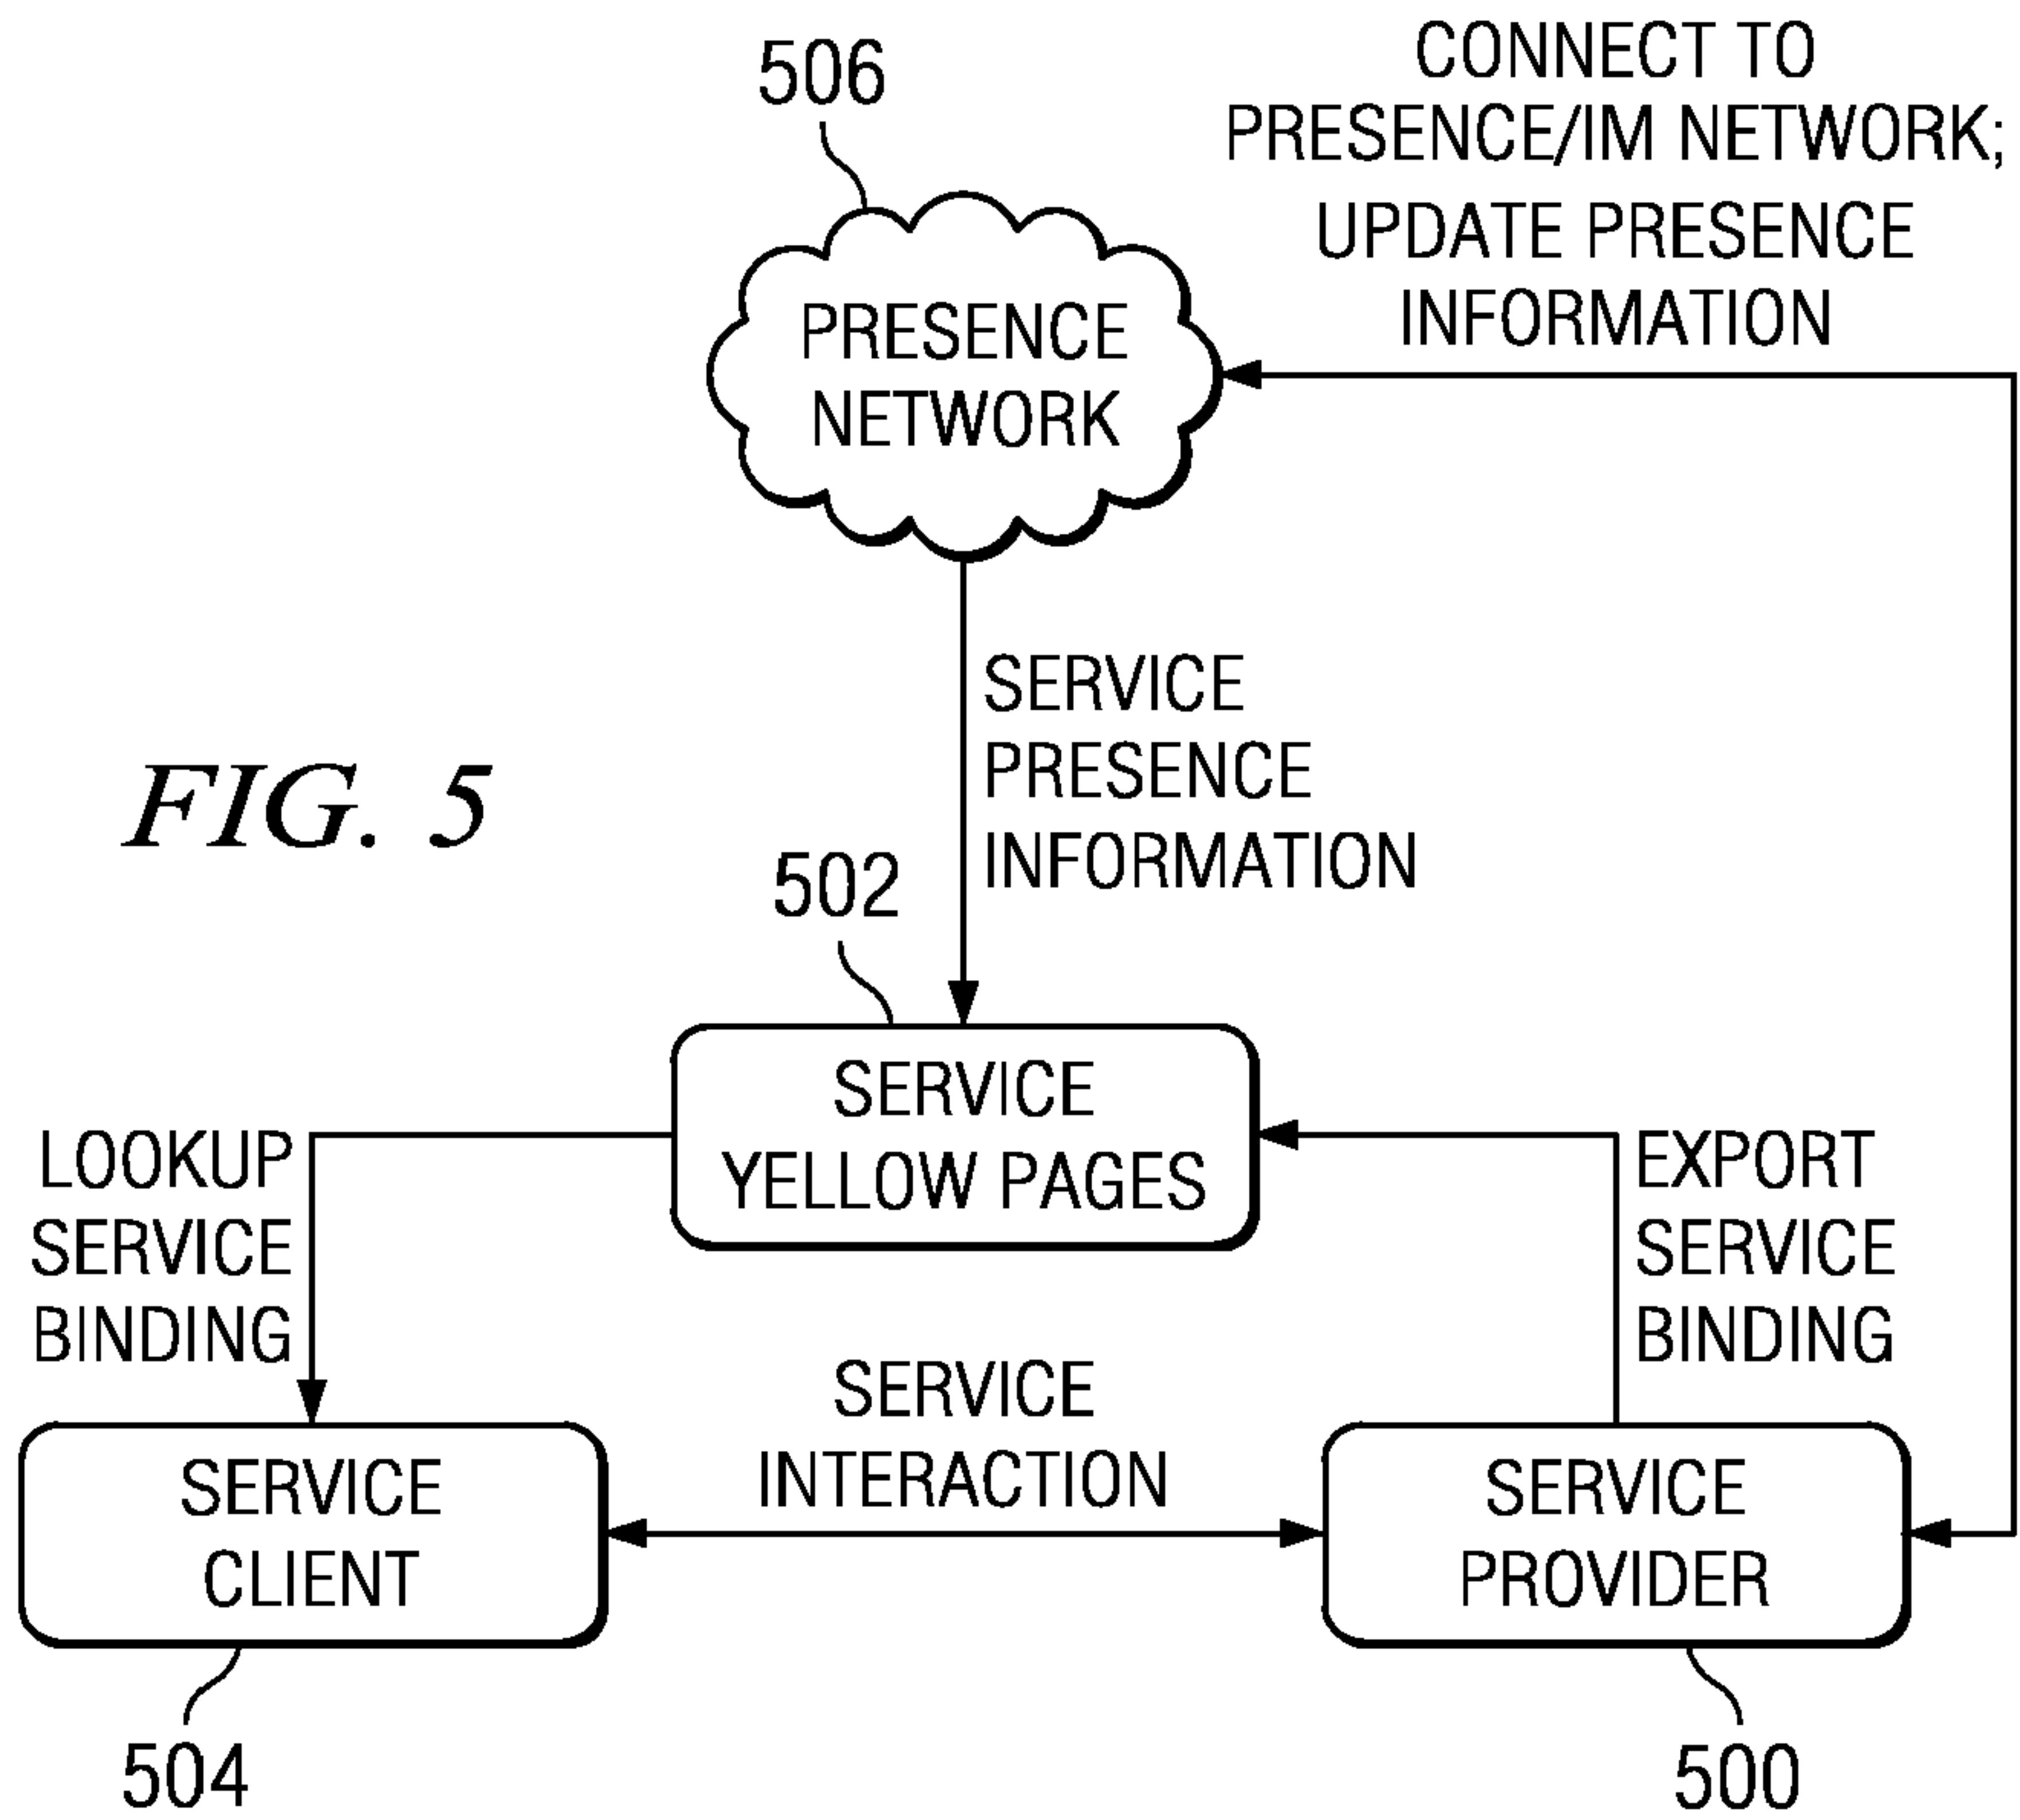 506
CONNECT TO
PRESENCE/IM NETWORK;
UPDATE PRESENCE
INFORMATION
PRESENCE
NETWORK
SERVICE
PRESENCE
INFORMATION
FIG. 5
502
SERVICE
YELLOW PAGES
LOOKUP
SERVICE
BINDING
EXPORT
SERVICE
BINDING
SERVICE
INTERACTION
SERVICE
CLIENT
SERVICE
PROVIDER
504
500